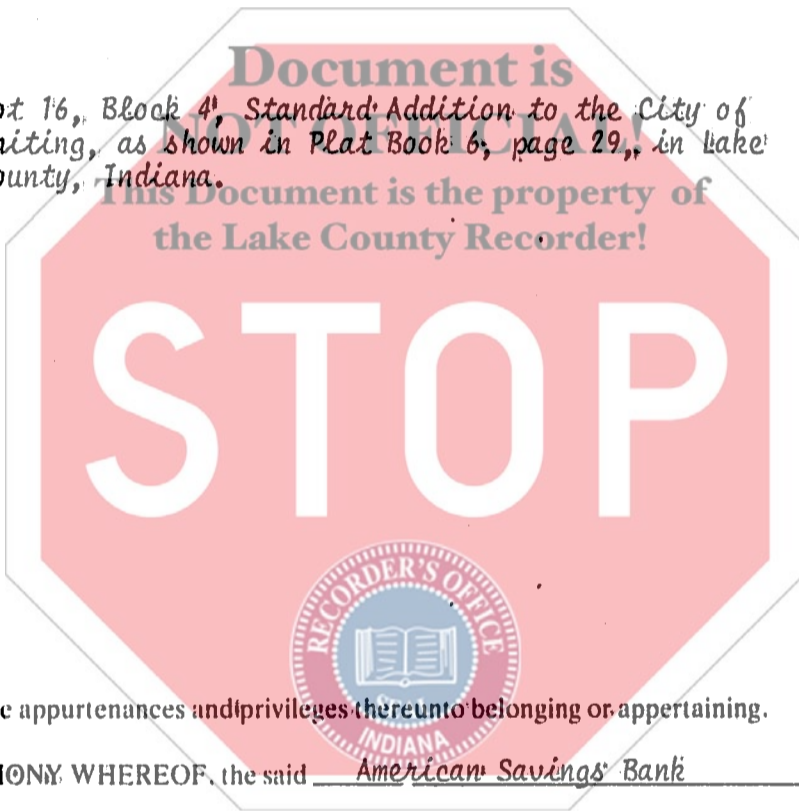 Document is
ot 16, Block 4, Standard Addition to the City of
NOT OFFICIAL!
hiting, as shown in Plat Book 6, page 29, in Lake
ounty, Indiana.
This Document is the property of
the Lake County Recorder!
STOP
RECORDER'S OFFICE
SEAL
INDIANA
e appurtenances and privileges thereunto belonging or appertaining.
IONY WHEREOF, the said American Savings Bank